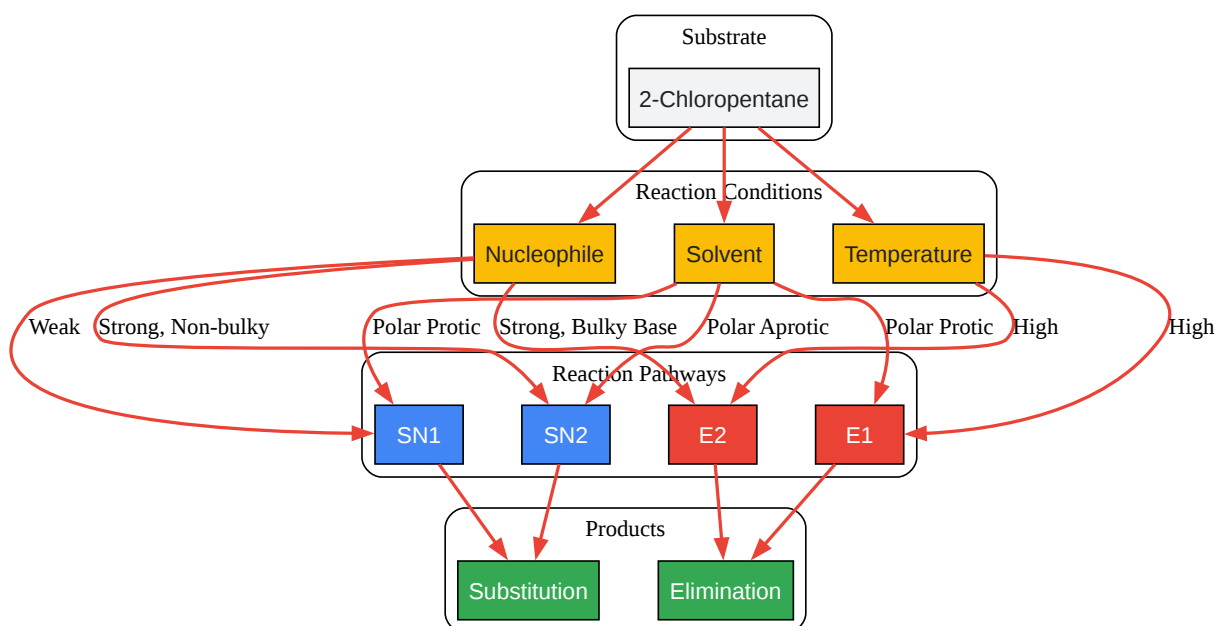 Substrate
2-Chloropentane
Reaction Conditions
Nucleophile
Solvent
Temperature
Weak
Strong, Non-bulky
Polar Protic
Strong, Bulky Base
Polar Aprotic
Polar Protic
High
High
Reaction Pathways
SN1
SN2
E2
E1
Products
Substitution
Elimination